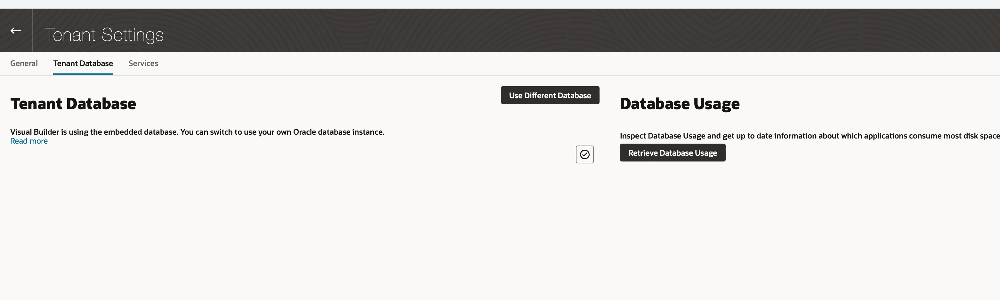 Tenant Settings
General
Tenant Database
Services
Tenant Database
Use Different Database
Visual Builder is using the embedded database. You can switch to use your own Oracle database instance.
Read more
Database Usage
Inspect Database Usage and get up to date information about which applications consume most disk space
Retrieve Database Usage